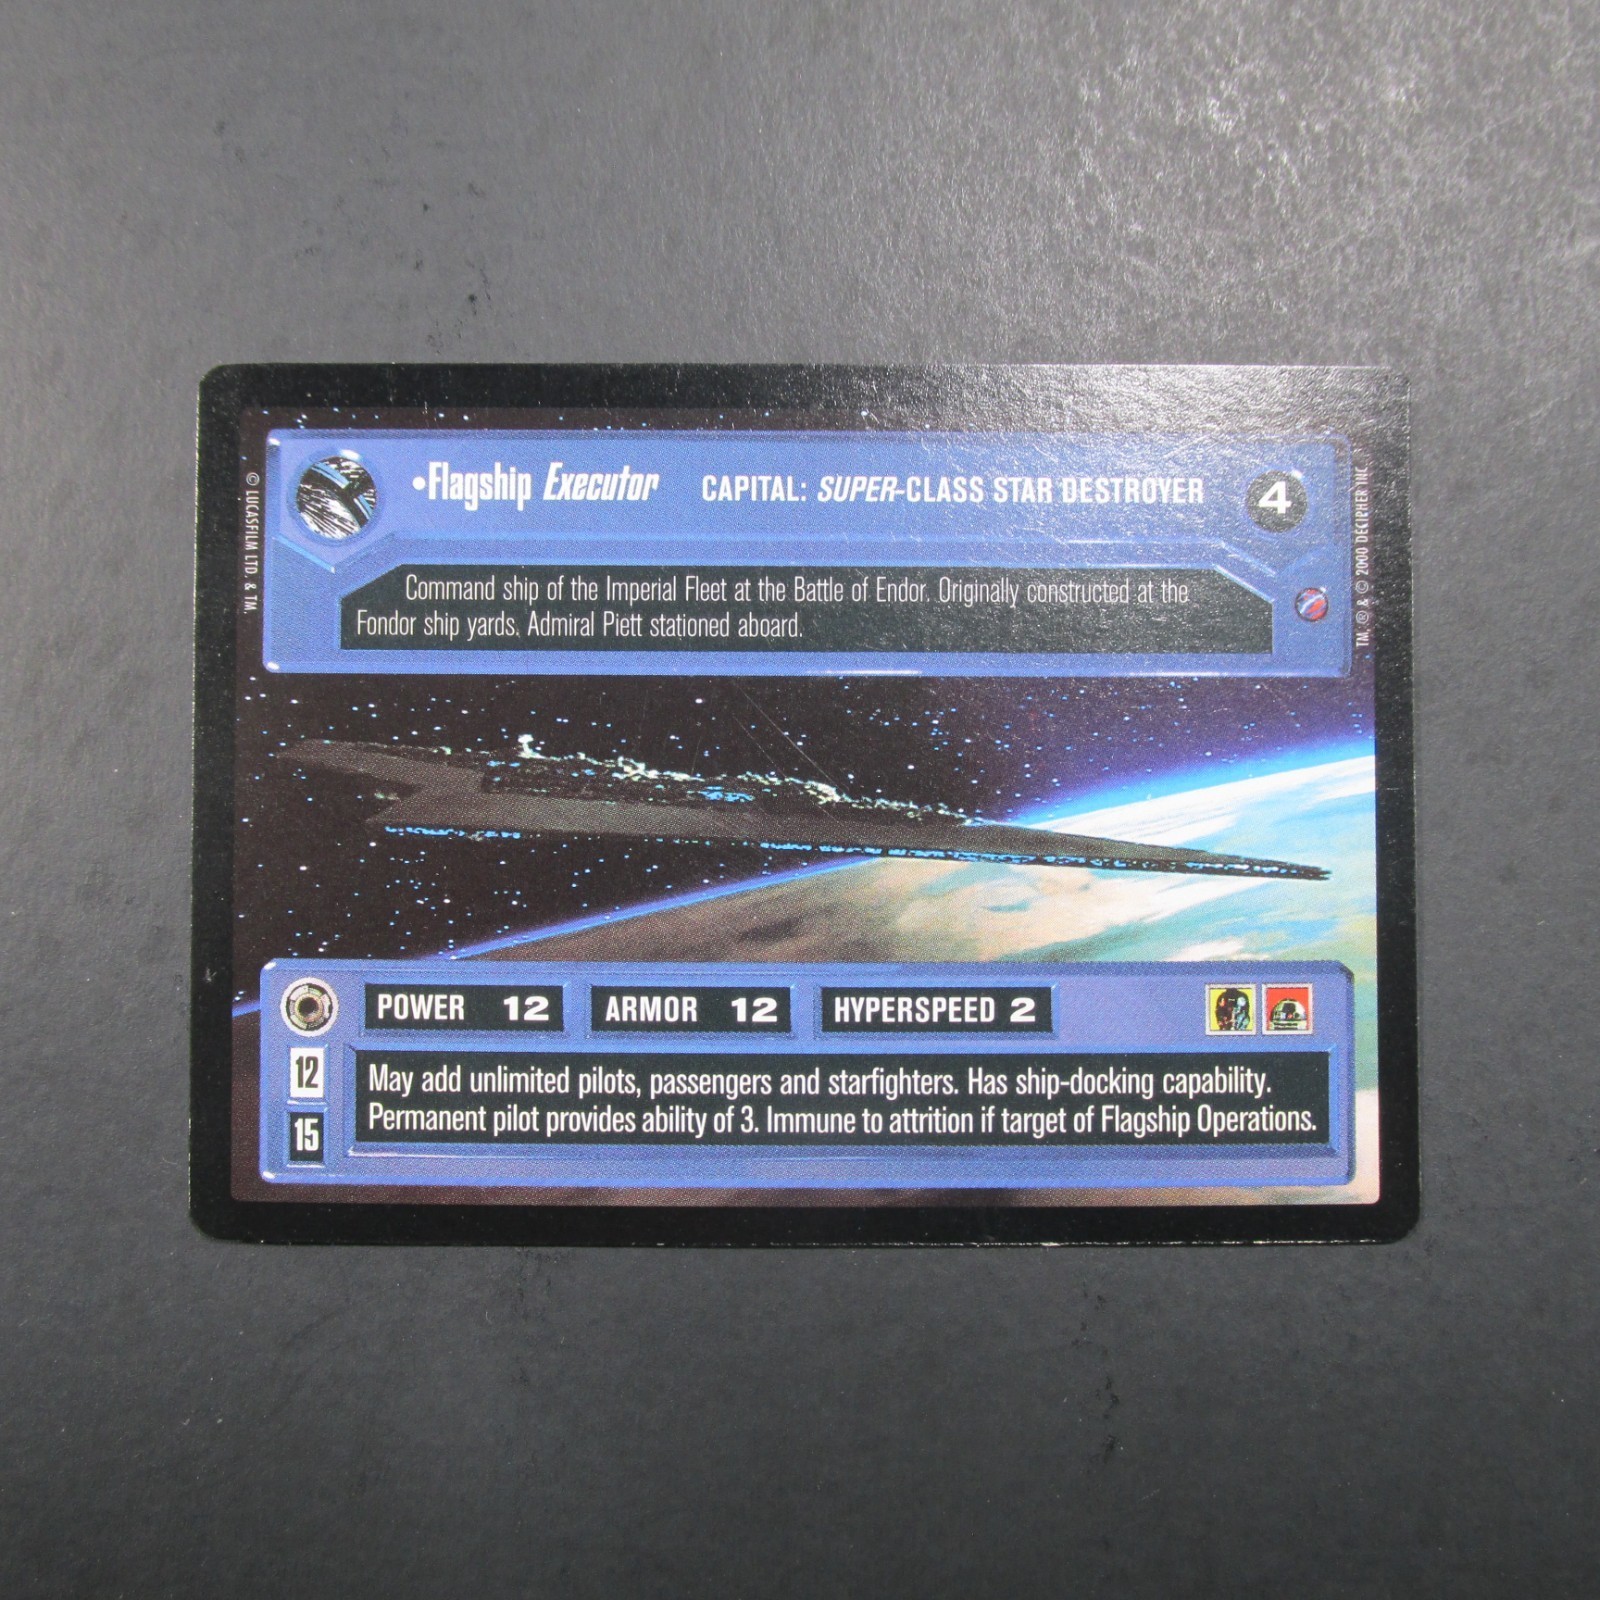 •Flagship Executor CAPITAL: SUPER-CLASS STAR DESTROYER 4
Command ship of the Imperial Fleet at the Battle of Endor. Originally constructed at the
Fondor ship yards. Admiral Piett stationed aboard.
© LUCASFILM LTD. & TM
TM, ® & © 2000 DECIPHER INC.
POWER 12 ARMOR 12 HYPERSPEED 2
12
15
May add unlimited pilots, passengers and starfighters. Has ship-docking capability.
Permanent pilot provides ability of 3. Immune to attrition if target of Flagship Operations.